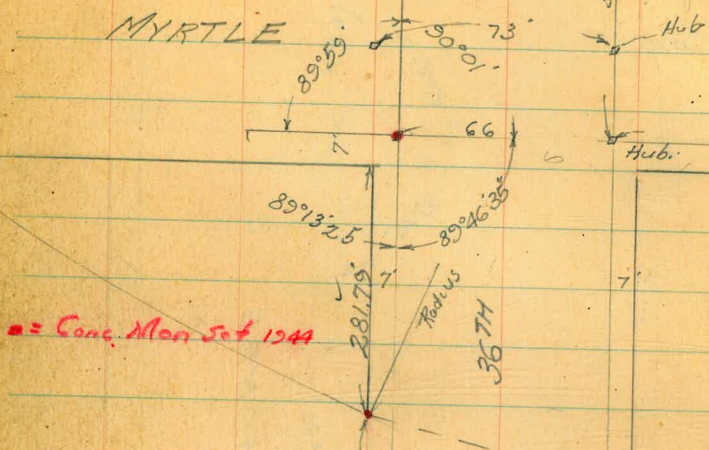 MYRTLE
73'
Hub
89°59'
90°01'
7'
66
Hub.
89°13'25
89°46'35"
281.79'
7'
Radius
36TH
7'
= Conc. Mon set 1944